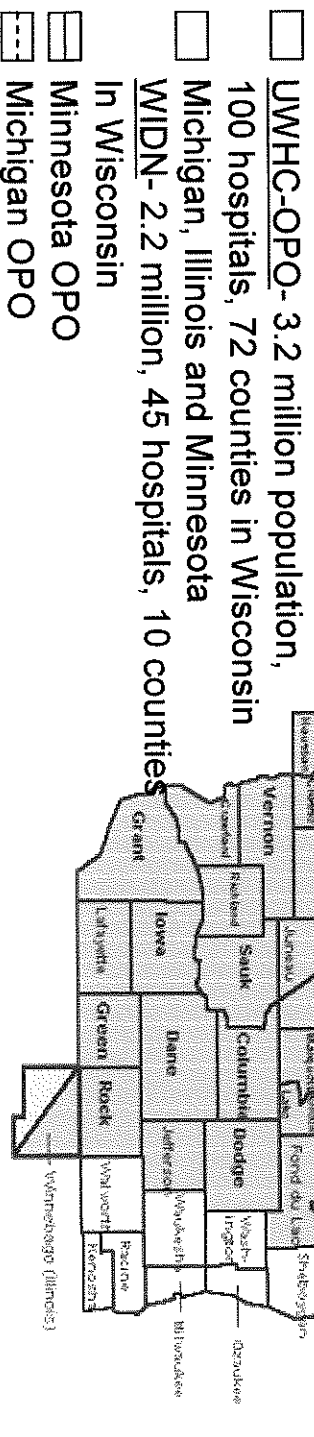 UWHC-OPO- 3.2 million population,
100 hospitals, 72 counties in Wisconsin
Michigan, Illinois and Minnesota
WIDN- 2.2 million, 45 hospitals, 10 counties
In Wisconsin
Minnesota OPO
Michigan OPO
Vernon
Juneau
Fond du Lac
Sheboygan
Crawford
Richland
Sauk
Columbia
Dodge
Wash-
ington
Ozaukee
Grant
Iowa
Dane
Jefferson
Waukesha
Milwaukee
Lafayette
Green
Rock
Walworth
Racine
Kenosha
Winnebago (Illinois)